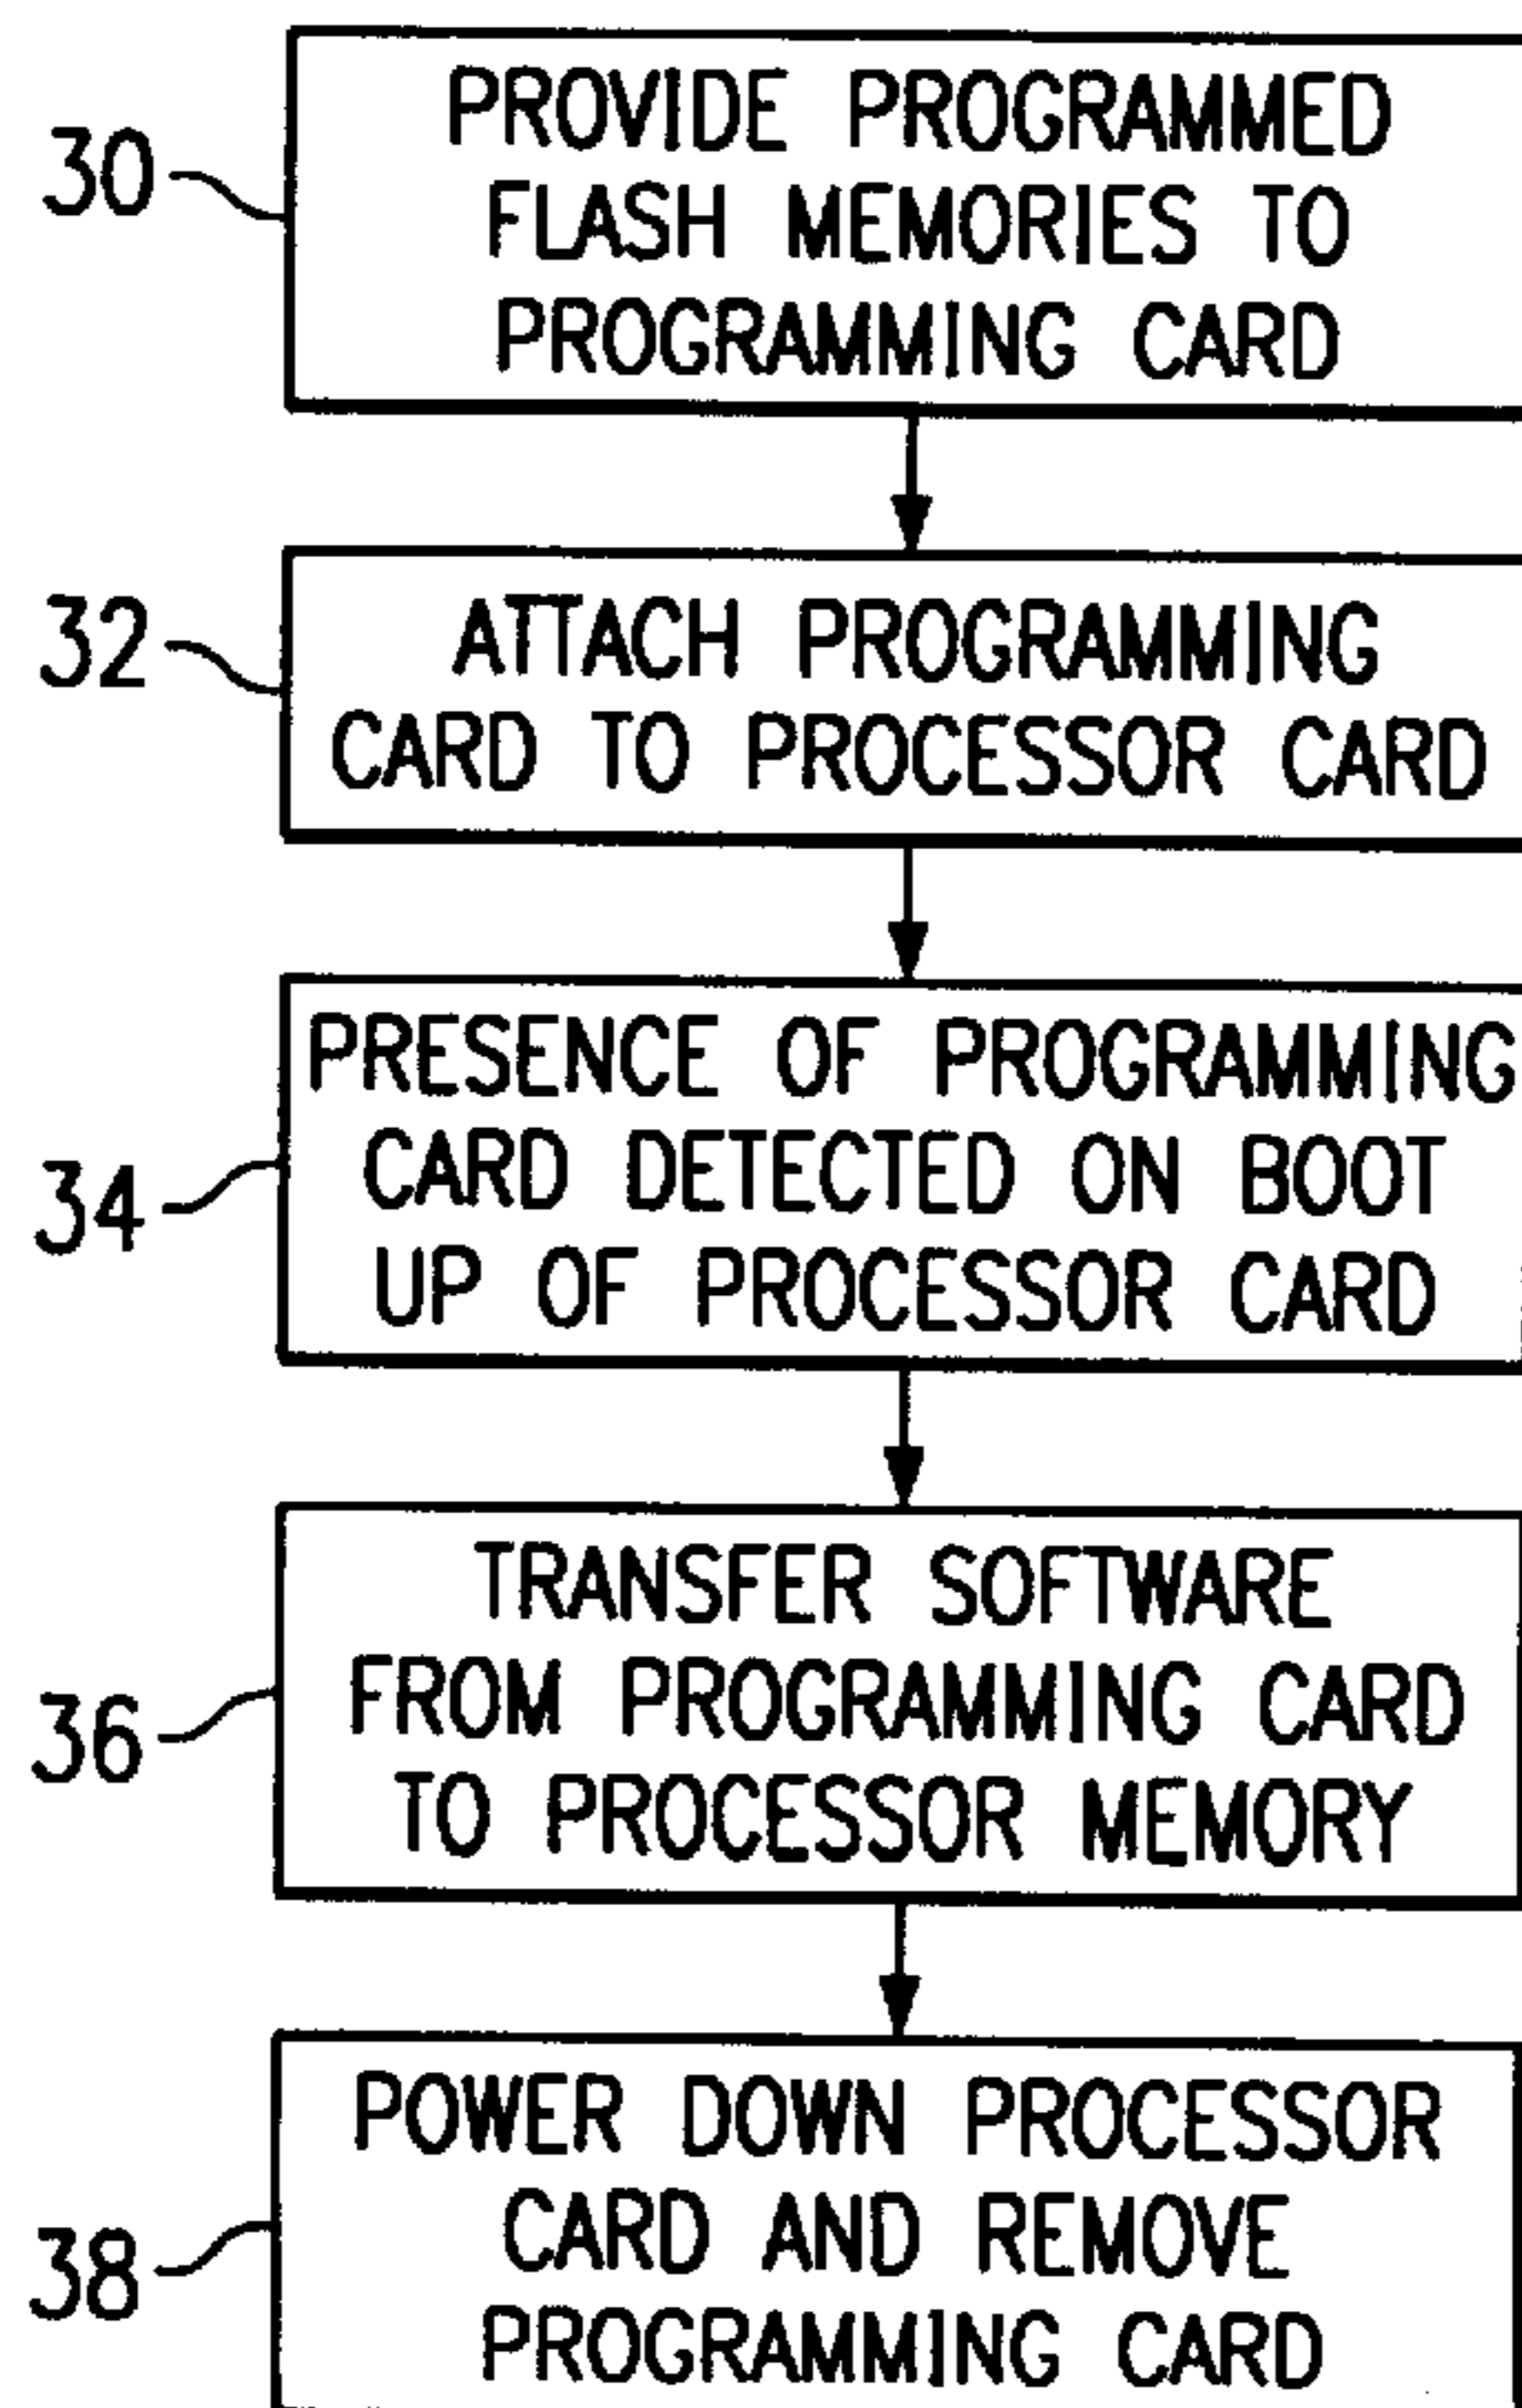 30
PROVIDE PROGRAMMED
FLASH MEMORIES TO
PROGRAMMING CARD
32
ATTACH PROGRAMMING
CARD TO PROCESSOR CARD
34
PRESENCE OF PROGRAMMING
CARD DETECTED ON BOOT
UP OF PROCESSOR CARD
36
TRANSFER SOFTWARE
FROM PROGRAMMING CARD
TO PROCESSOR MEMORY
38
POWER DOWN PROCESSOR
CARD AND REMOVE
PROGRAMMING CARD